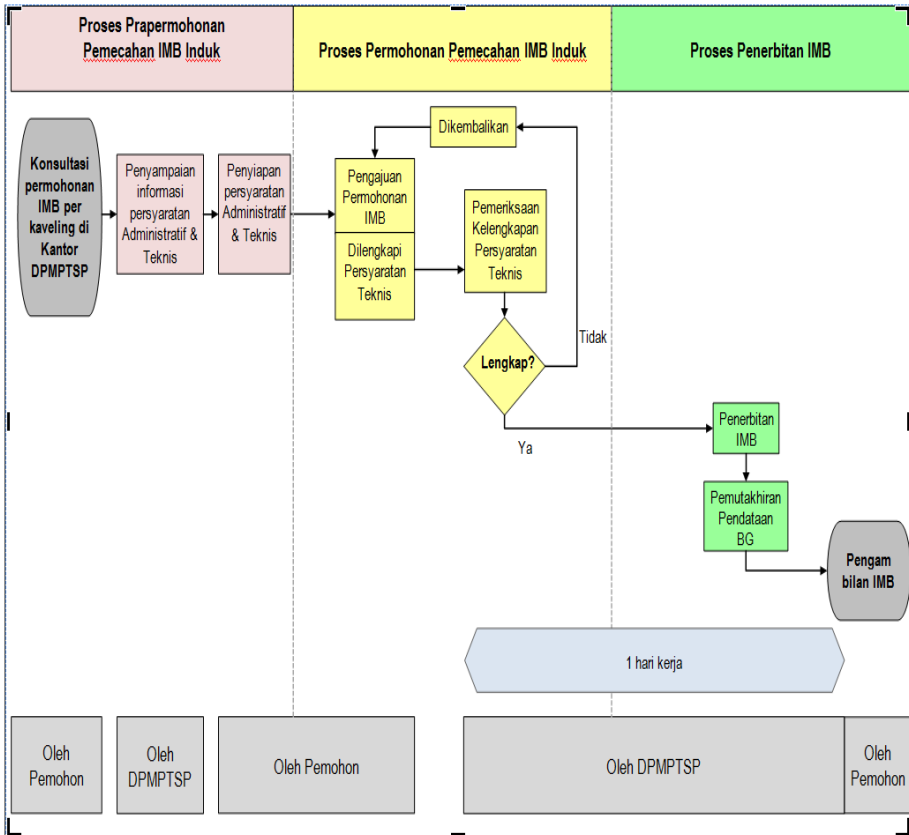 Proses Prapermohonan
Pemecahan IMB Induk
Proses Permohonan Pemecahan IMB Induk
Proses Penerbitan IMB
Konsultasi
permohonan
IMB per
kaveling di
Kantor
DPMPTSP
Penyampaian
informasi
persyaratan
Administratif &
Teknis
Penyiapan
persyaratan
Administratif
& Teknis
Dikembalikan
Pengajuan
Permohonan
IMB
Dilengkapi
Persyaratan
Teknis
Pemeriksaan
Kelengkapan
Persyaratan
Teknis
Lengkap?
Tidak
Ya
Penerbitan
IMB
Pemutakhiran
Pendataan
BG
Pengam
bilan IMB
1 hari kerja
Oleh
Pemohon
Oleh
DPMPTSP
Oleh Pemohon
Oleh DPMPTSP
Oleh
Pemohon